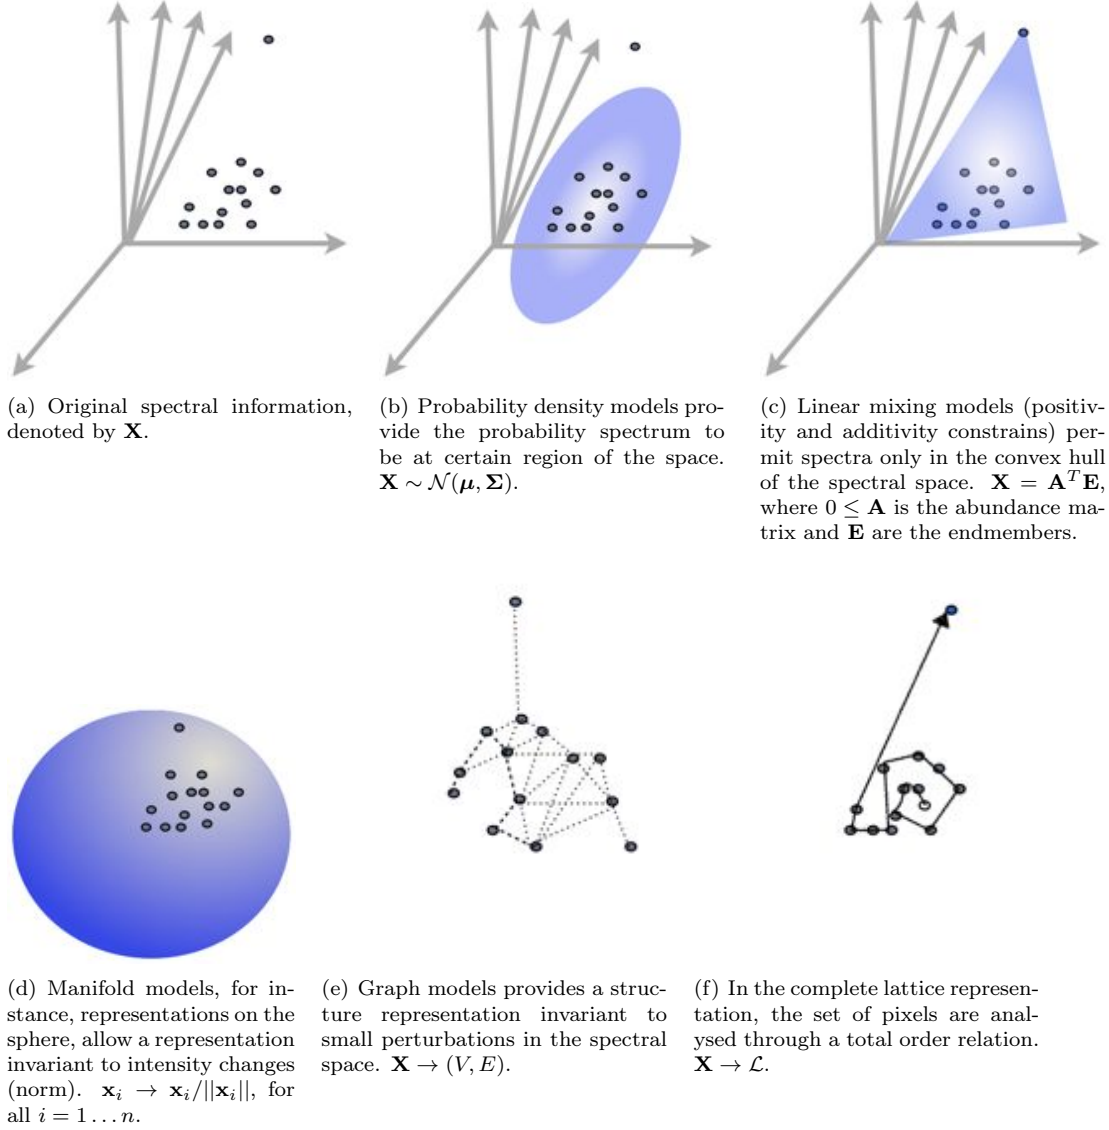 (a) Original spectral information,
denoted by X.
(b) Probability density models pro-
vide the probability spectrum to
be at certain region of the space.
X ∼ 𝒩(μ, Σ).
(c) Linear mixing models (positiv-
ity and additivity constrains) per-
mit spectra only in the convex hull
of the spectral space. X = A^T E,
where 0 ≤ A is the abundance ma-
trix and E are the endmembers.
(d) Manifold models, for in-
stance, representations on the
sphere, allow a representation
invariant to intensity changes
(norm). x_i → x_i/||x_i||, for
all i = 1 . . . n.
(e) Graph models provides a struc-
ture representation invariant to
small perturbations in the spectral
space. X → (V, E).
(f) In the complete lattice represen-
tation, the set of pixels are anal-
ysed through a total order relation.
X → ℒ.